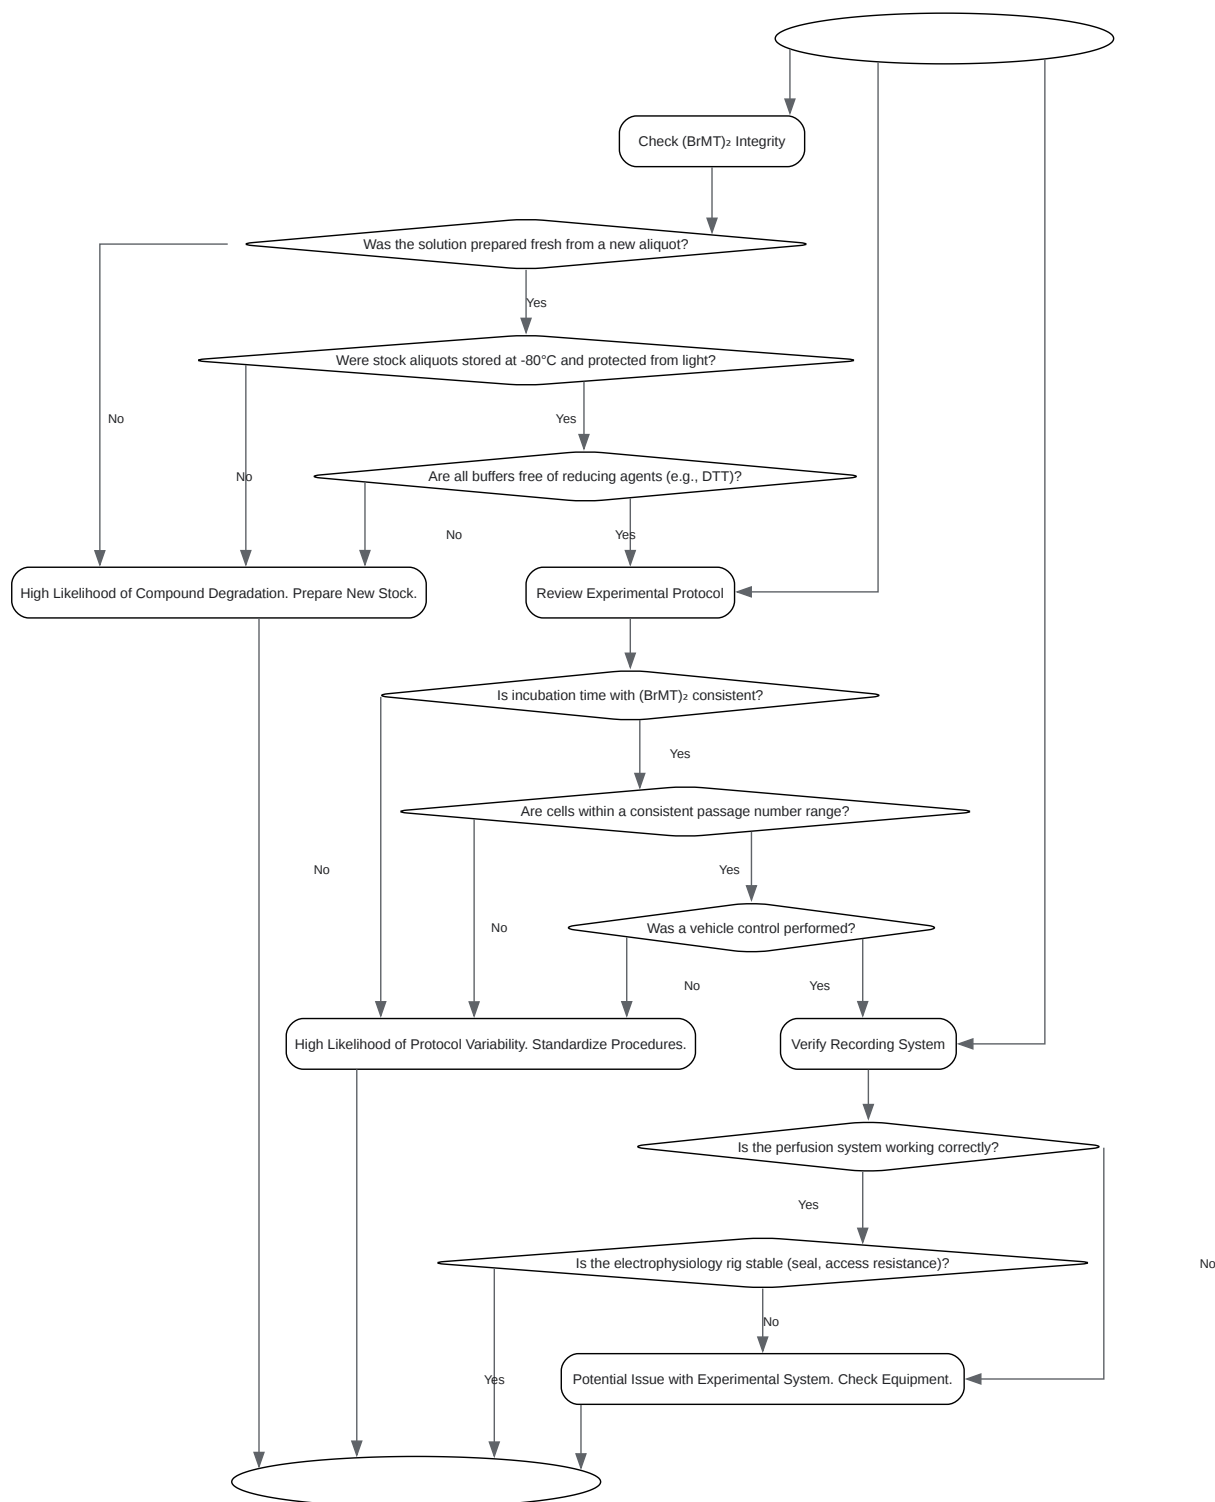 Check (BrMT)₂ Integrity
Was the solution prepared fresh from a new aliquot?
Yes
Were stock aliquots stored at -80°C and protected from light?
No
Yes
No
Are all buffers free of reducing agents (e.g., DTT)?
No
Yes
High Likelihood of Compound Degradation. Prepare New Stock.
Review Experimental Protocol
Is incubation time with (BrMT)₂ consistent?
Yes
Are cells within a consistent passage number range?
No
Yes
No
Was a vehicle control performed?
No
Yes
High Likelihood of Protocol Variability. Standardize Procedures.
Verify Recording System
Is the perfusion system working correctly?
Yes
Is the electrophysiology rig stable (seal, access resistance)?
No
No
Yes
Potential Issue with Experimental System. Check Equipment.